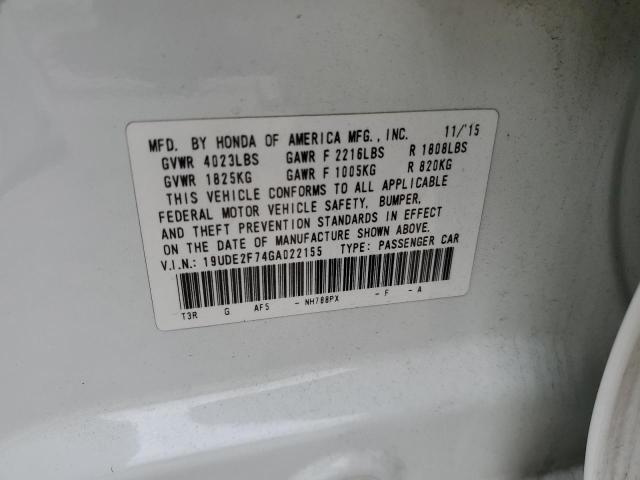 MFD. BY HONDA OF AMERICA MFG., INC. 11/'15
GVWR 4023LBS GAWR F 2216LBS R 1808LBS
GVWR 1825KG GAWR F 1005KG R 820KG
THIS VEHICLE CONFORMS TO ALL APPLICABLE
FEDERAL MOTOR VEHICLE SAFETY, BUMPER,
AND THEFT PREVENTION STANDARDS IN EFFECT
ON THE DATE OF MANUFACTURE SHOWN ABOVE.
V.I.N.: 19UDE2F74GA022155 TYPE: PASSENGER CAR
T3R G AF5 - NH788PX - F - A